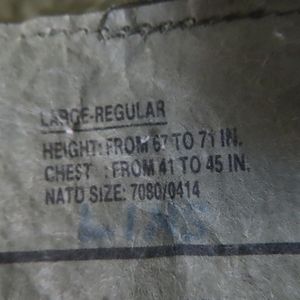 LARGE-REGULAR
HEIGHT: FROM 67 TO 71 IN.
CHEST : FROM 41 TO 45 IN.
NATO SIZE: 7080/0414